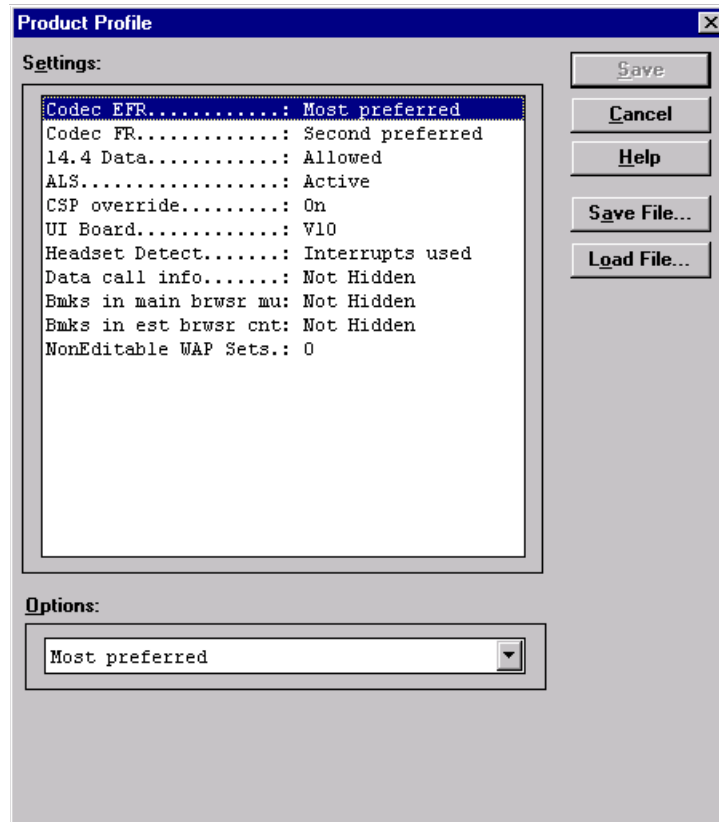 Product Profile
Settings:
Codec EFR............: Most preferred
Codec FR.............: Second preferred
14.4 Data............: Allowed
ALS..................: Active
CSP override.........: On
UI Board.............: V10
Headset Detect.......: Interrupts used
Data call info.......: Not Hidden
Bmks in main brwsr mu: Not Hidden
Bmks in est brwsr cnt: Not Hidden
NonEditable WAP Sets.: 0
Save
Cancel
Help
Save File...
Load File...
Options:
Most preferred